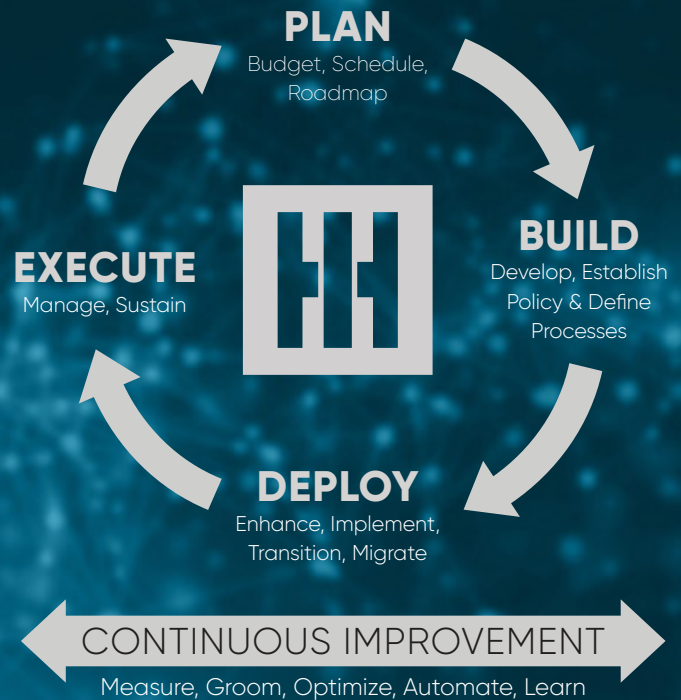 PLAN
Budget, Schedule,
Roadmap
BUILD
Develop, Establish
Policy & Define
Processes
EXECUTE
Manage, Sustain
DEPLOY
Enhance, Implement,
Transition, Migrate
CONTINUOUS IMPROVEMENT
Measure, Groom, Optimize, Automate, Learn